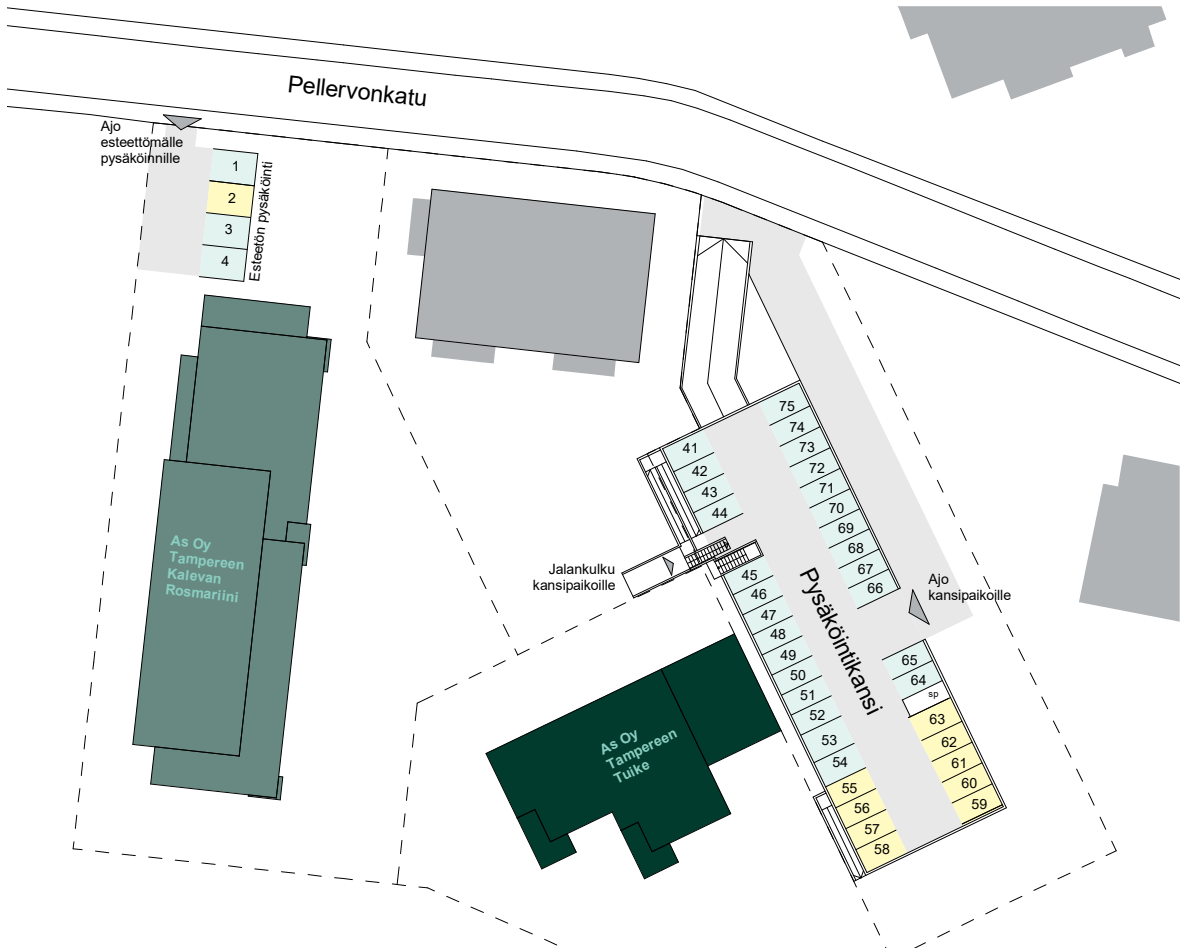 Pellervonkatu
Ajo
esteettömälle
pysäköinnille
1
2
3
4
Esteetön pysäköinti
As Oy
Tampereen
Kalevan
Rosmariini
41
42
43
44
75
74
73
72
71
70
69
68
67
66
Jalankulku
kansipaikoille
Ajo
kansipaikoille
Pysäköintikansi
45
46
47
48
49
50
51
52
53
54
55
56
57
58
65
64
sp
63
62
61
60
59
As Oy
Tampereen
Tuike